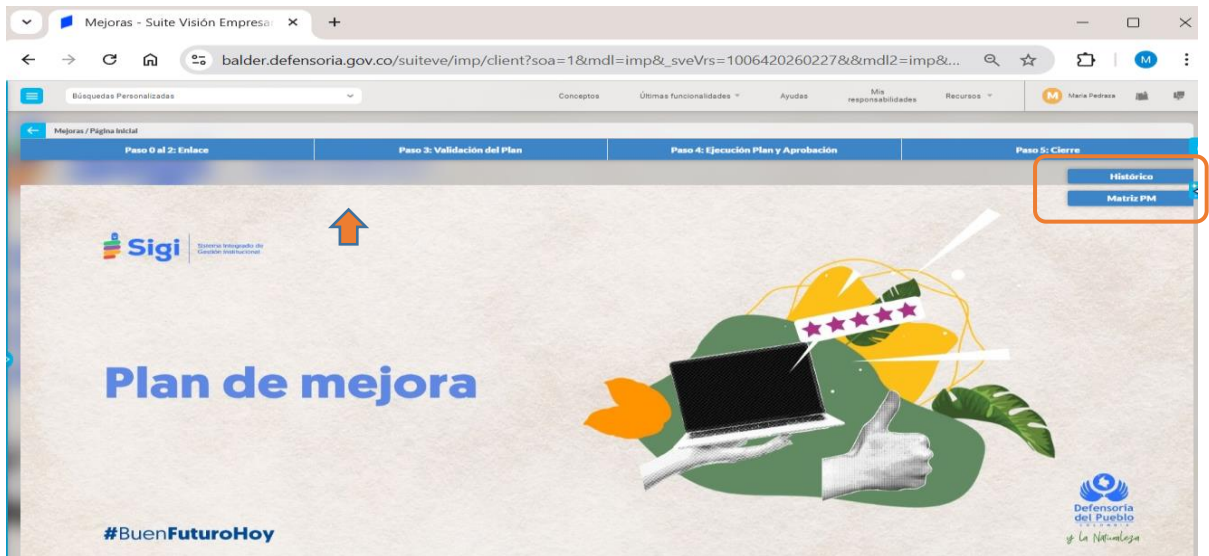 Mejoras - Suite Visión Empresa
balder.defensoria.gov.co/suiteve/imp/client?soa=1&mdl=imp&_sveVrs=10064202602278&mdl2=imp&...
M
Búsquedas Personalizadas
Conceptos
Últimas funcionalidades
Ayudas
Mis responsabilidades
Recursos
M
Maria Pedraza
Mejoras / Página Inicial
Paso 0 al 2: Enlace
Paso 3: Validación del Plan
Paso 4: Ejecución Plan y Aprobación
Paso 5: Cierre
Histórico
Matriz PM
Sigi
Sistema Integrado de
Gestión Institucional
Plan de mejora
#BuenFuturoHoy
Defensoría
del Pueblo
COLOMBIA
y la Naturaleza